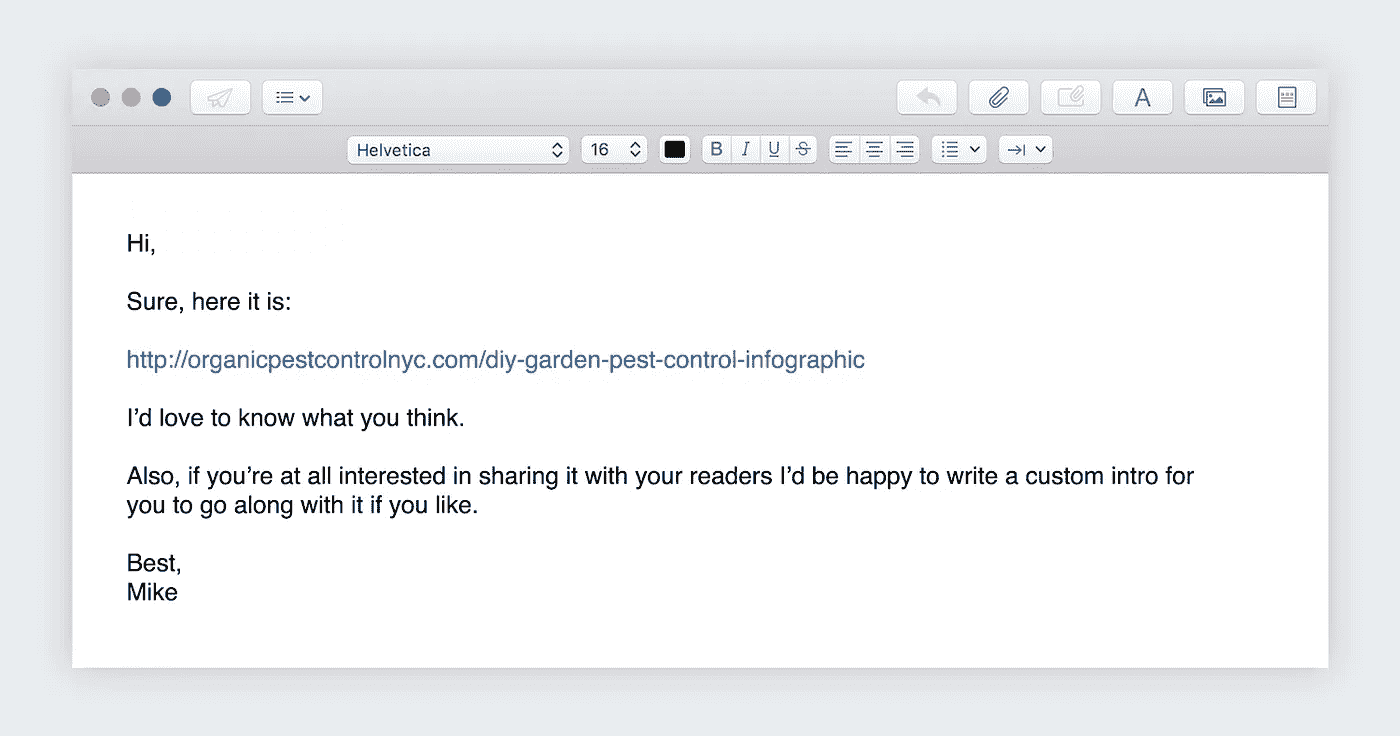 Helvetica
16
B I U S
A
Hi,
Sure, here it is:
http://organicpestcontrolnyc.com/diy-garden-pest-control-infographic
I’d love to know what you think.
Also, if you’re at all interested in sharing it with your readers I’d be happy to write a custom intro for
you to go along with it if you like.
Best,
Mike